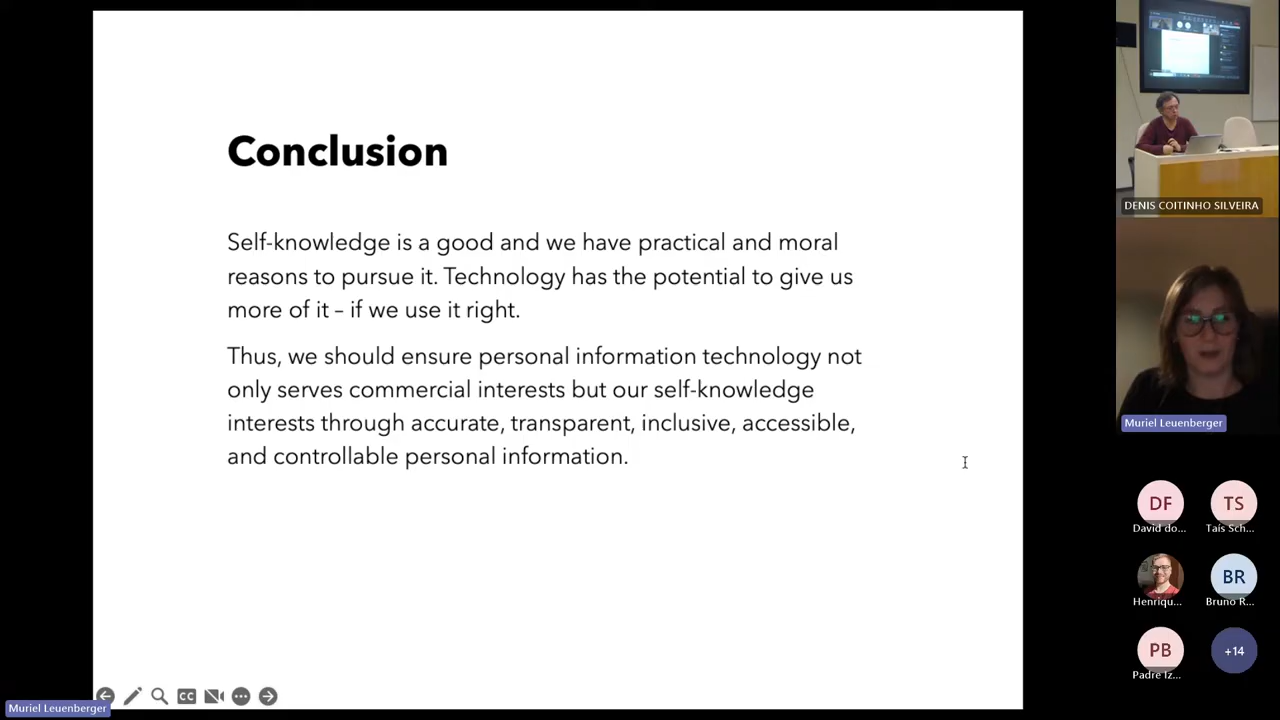 Conclusion
Self-knowledge is a good and we have practical and moral
reasons to pursue it. Technology has the potential to give us
more of it – if we use it right.
Thus, we should ensure personal information technology not
only serves commercial interests but our self-knowledge
interests through accurate, transparent, inclusive, accessible,
and controllable personal information.
CC
Muriel Leuenberger
DENIS COITINHO SILVEIRA
Muriel Leuenberger
DF
TS
David do...
Taís Sch...
BR
Henriqu...
Bruno R...
PB
+14
Padre Iz...